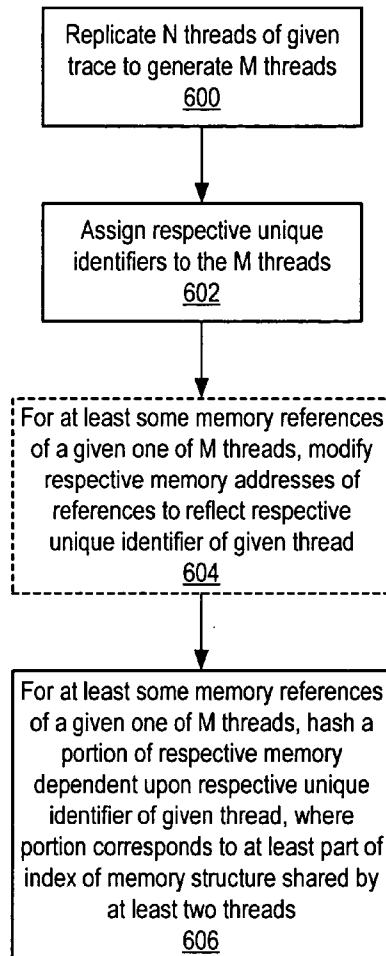 Replicate N threads of given
trace to generate M threads
600
Assign respective unique
identifiers to the M threads
602
For at least some memory references
of a given one of M threads, modify
respective memory addresses of
references to reflect respective
unique identifier of given thread
604
For at least some memory references
of a given one of M threads, hash a
portion of respective memory
dependent upon respective unique
identifier of given thread, where
portion corresponds to at least part of
index of memory structure shared by
at least two threads
606